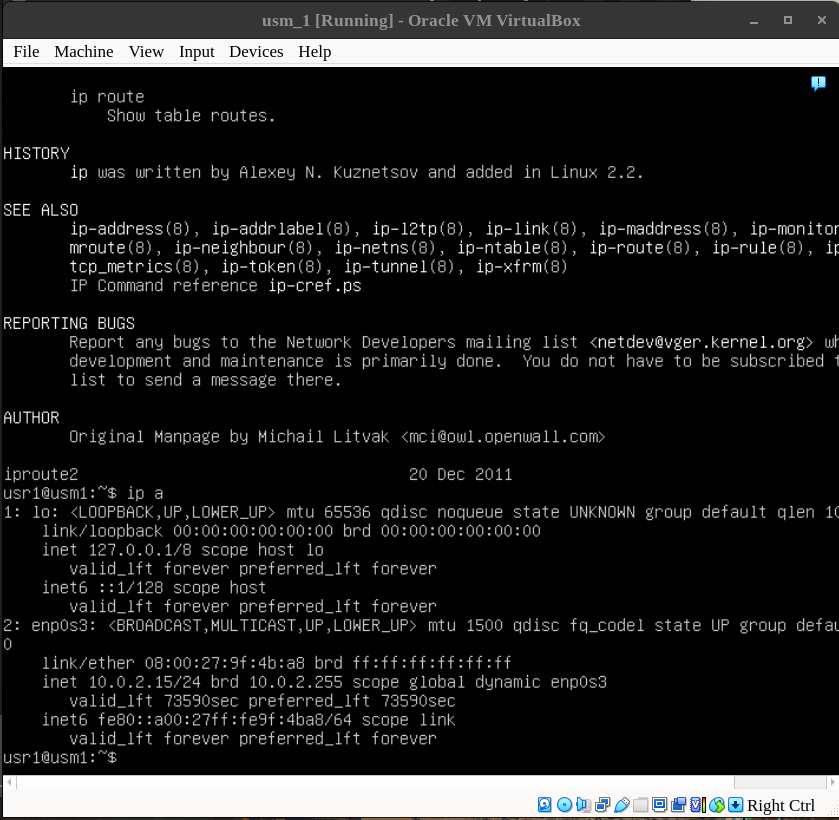 usm_1 [Running] - Oracle VM VirtualBox
File Machine View Input Devices Help
ip route
Show table routes.
HISTORY
ip was written by Alexey N. Kuznetsov and added in Linux 2.2.
SEE ALSO
ip-address(8), ip-addrlabel(8), ip-l2tp(8), ip-link(8), ip-maddress(8), ip-monitor
mroute(8), ip-neighbour(8), ip-netns(8), ip-ntable(8), ip-route(8), ip-rule(8), ip
tcp_metrics(8), ip-token(8), ip-tunnel(8), ip-xfrm(8)
IP Command reference ip-cref.ps
REPORTING BUGS
Report any bugs to the Network Developers mailing list <netdev@vger.kernel.org> wh
development and maintenance is primarily done. You do not have to be subscribed t
list to send a message there.
AUTHOR
Original Manpage by Michail Litvak <mci@owl.openwall.com>
iproute2 20 Dec 2011
usr1@usm1:~$ ip a
1: lo: <LOOPBACK,UP,LOWER_UP> mtu 65536 qdisc noqueue state UNKNOWN group default qlen 10
link/loopback 00:00:00:00:00:00 brd 00:00:00:00:00:00
inet 127.0.0.1/8 scope host lo
valid_lft forever preferred_lft forever
inet6 ::1/128 scope host
valid_lft forever preferred_lft forever
2: enp0s3: <BROADCAST,MULTICAST,UP,LOWER_UP> mtu 1500 qdisc fq_codel state UP group defau
0
link/ether 08:00:27:9f:4b:a8 brd ff:ff:ff:ff:ff:ff
inet 10.0.2.15/24 brd 10.0.2.255 scope global dynamic enp0s3
valid_lft 73590sec preferred_lft 73590sec
inet6 fe80::a00:27ff:fe9f:4ba8/64 scope link
valid_lft forever preferred_lft forever
usr1@usm1:~$
Right Ctrl